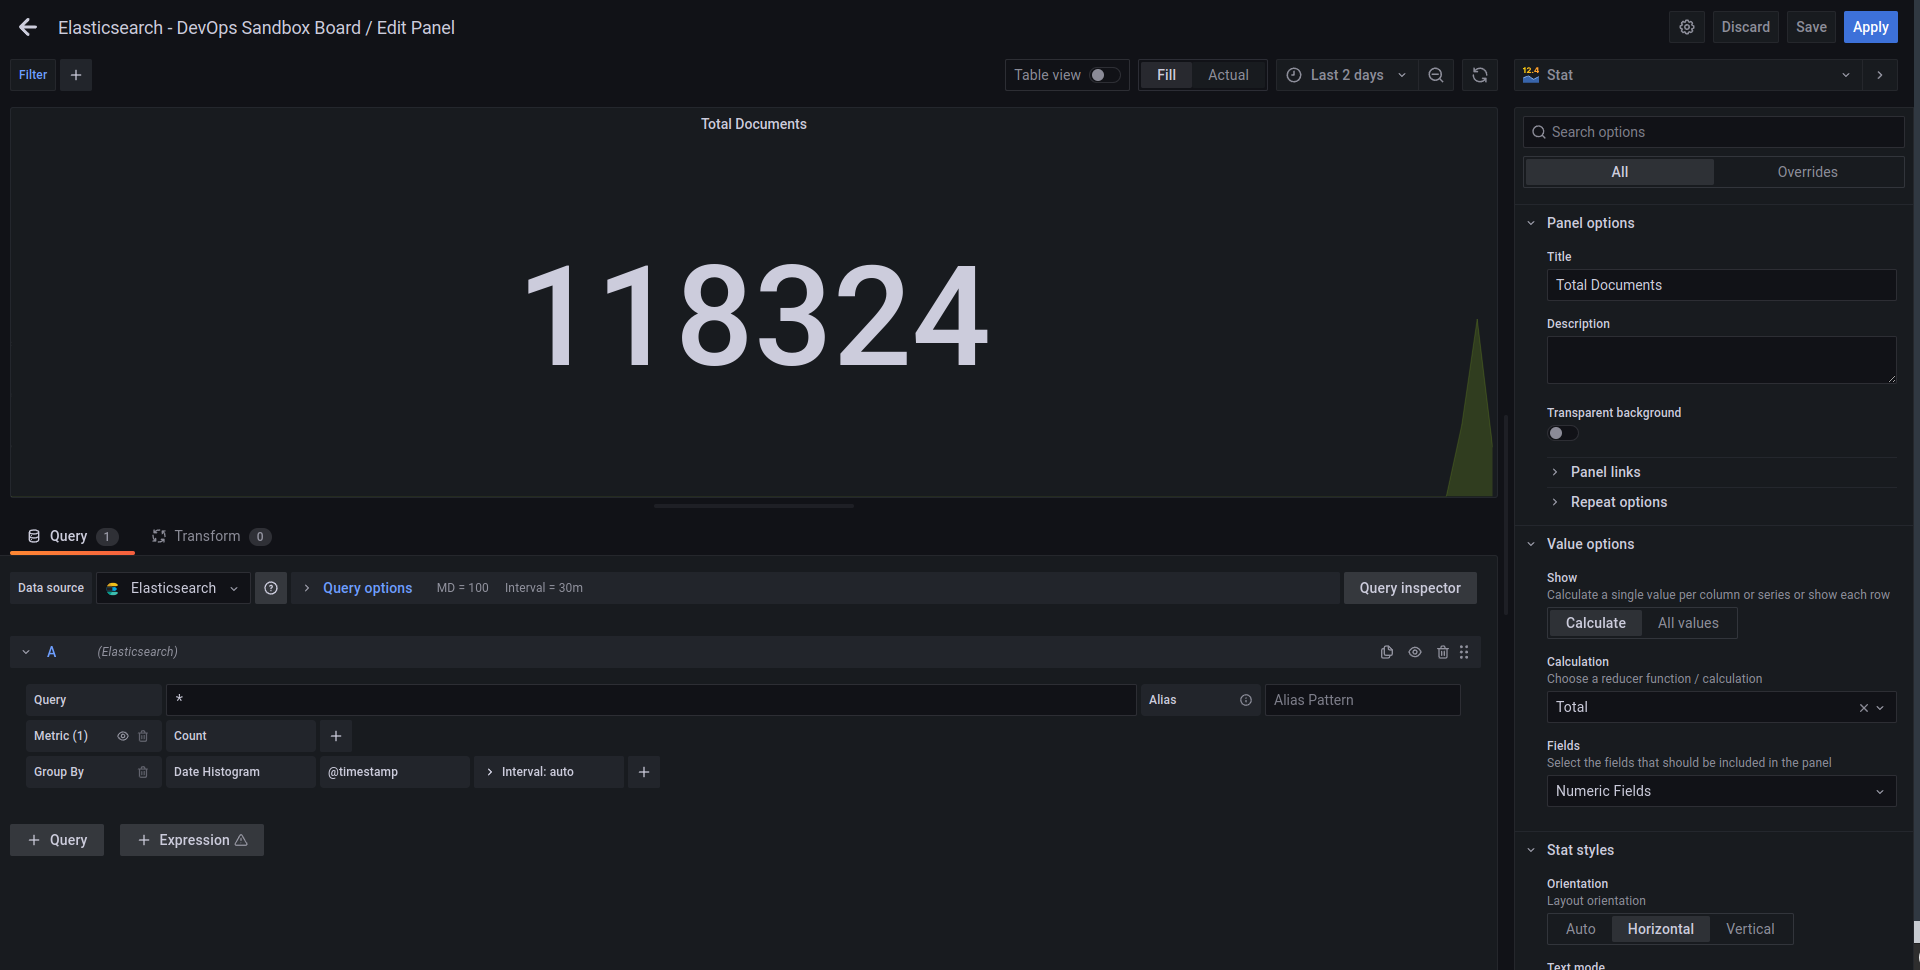 Elasticsearch - DevOps Sandbox Board / Edit Panel
Discard
Save
Apply
Filter
Table view
Fill
Actual
Last 2 days
12.4
Stat
Total Documents
118324
Search options
All
Overrides
Panel options
Title
Total Documents
Description
Transparent background
Panel links
Repeat options
Query 1
Transform 0
Data source
Elasticsearch
Query options
MD = 100
Interval = 30m
Query inspector
A
(Elasticsearch)
Query
*
Alias
Alias Pattern
Metric (1)
Count
Group By
Date Histogram
@timestamp
Interval: auto
Query
Expression
Value options
Show
Calculate a single value per column or series or show each row
Calculate
All values
Calculation
Choose a reducer function / calculation
Total
Fields
Select the fields that should be included in the panel
Numeric Fields
Stat styles
Orientation
Layout orientation
Auto
Horizontal
Vertical
Text mode